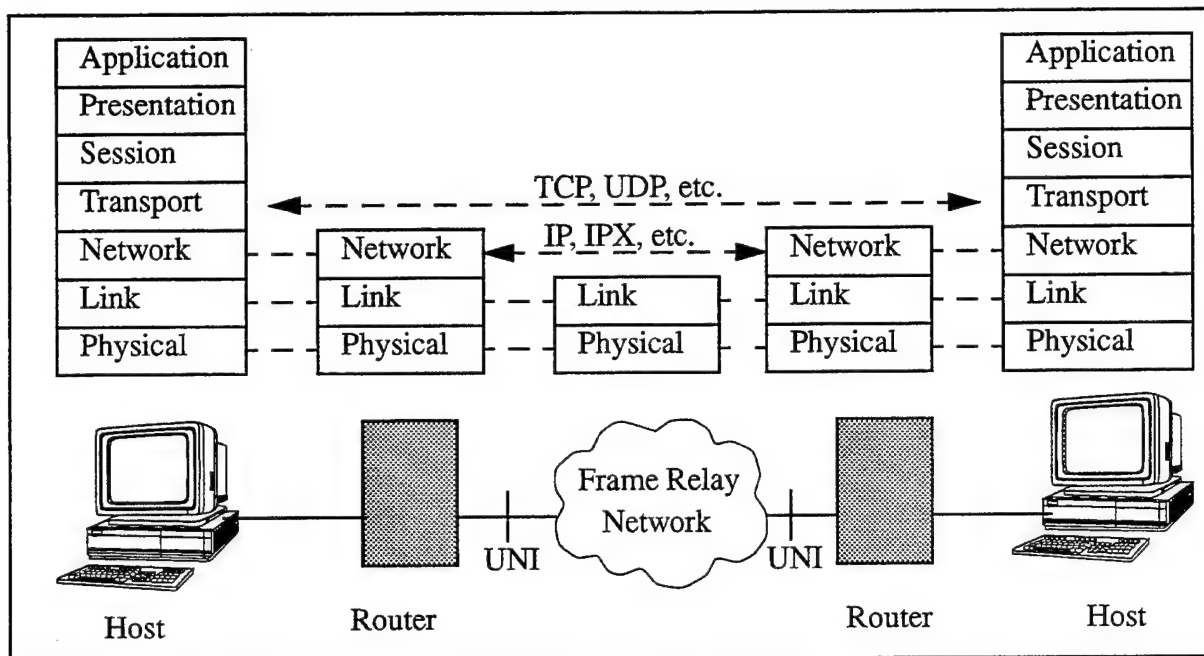 Application
Presentation
Session
Transport
Network
Link
Physical
TCP, UDP, etc.
IP, IPX, etc.
Network
Link
Physical
Link
Physical
Network
Link
Physical
Application
Presentation
Session
Transport
Network
Link
Physical
Frame Relay
Network
UNI
UNI
Host
Router
Router
Host